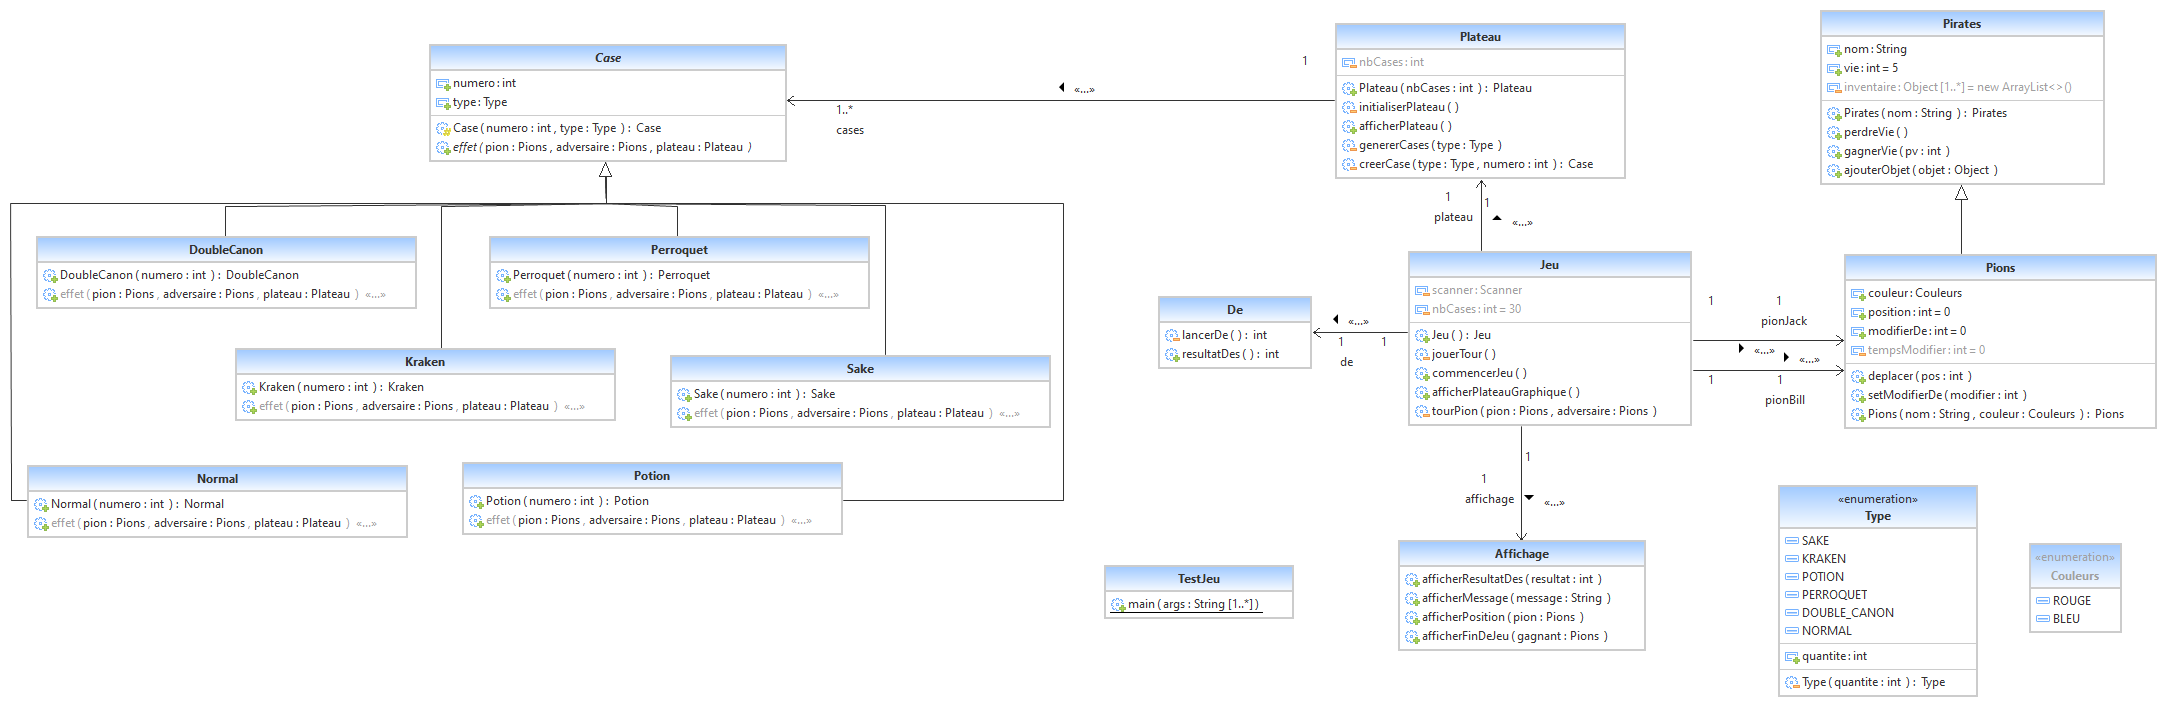 Case
numero : int
type : Type
Case ( numero : int , type : Type ) : Case
effet ( pion : Pions , adversaire : Pions , plateau : Plateau )
1
«...»
1..*
cases
Plateau
nbCases : int
Plateau ( nbCases : int ) : Plateau
initialiserPlateau ( )
afficherPlateau ( )
genererCases ( type : Type )
creerCase ( type : Type , numero : int ) : Case
Pirates
nom : String
vie : int = 5
inventaire : Object [1..*] = new ArrayList<>()
Pirates ( nom : String ) : Pirates
perdreVie ( )
gagnerVie ( pv : int )
ajouterObjet ( objet : Object )
DoubleCanon
DoubleCanon ( numero : int ) : DoubleCanon
effet ( pion : Pions , adversaire : Pions , plateau : Plateau ) «...»
Perroquet
Perroquet ( numero : int ) : Perroquet
effet ( pion : Pions , adversaire : Pions , plateau : Plateau ) «...»
Kraken
Kraken ( numero : int ) : Kraken
effet ( pion : Pions , adversaire : Pions , plateau : Plateau ) «...»
Sake
Sake ( numero : int ) : Sake
effet ( pion : Pions , adversaire : Pions , plateau : Plateau ) «...»
Normal
Normal ( numero : int ) : Normal
effet ( pion : Pions , adversaire : Pions , plateau : Plateau ) «...»
Potion
Potion ( numero : int ) : Potion
effet ( pion : Pions , adversaire : Pions , plateau : Plateau ) «...»
1
1
plateau
«...»
De
lancerDe ( ) : int
resultatDes ( ) : int
«...»
1
1
de
Jeu
scanner : Scanner
nbCases : int = 30
Jeu ( ) : Jeu
jouerTour ( )
commencerJeu ( )
afficherPlateauGraphique ( )
tourPion ( pion : Pions , adversaire : Pions )
1
1
pionJack
«...»
«...»
1
1
pionBill
Pions
couleur : Couleurs
position : int = 0
modifierDe : int = 0
tempsModifier : int = 0
deplacer ( pos : int )
setModifierDe ( modifier : int )
Pions ( nom : String , couleur : Couleurs ) : Pions
1
1
affichage
«...»
Affichage
afficherResultatDes ( resultat : int )
afficherMessage ( message : String )
afficherPosition ( pion : Pions )
afficherFinDeJeu ( gagnant : Pions )
TestJeu
main ( args : String [1..*] )
«enumeration»
Type
SAKE
KRAKEN
POTION
PERROQUET
DOUBLE_CANON
NORMAL
quantite : int
Type ( quantite : int ) : Type
«enumeration»
Couleurs
ROUGE
BLEU